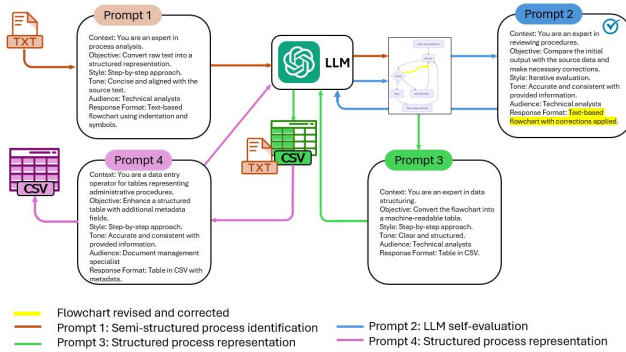 Prompt 1
Context: You are an expert in
process analysis.
Objective: Convert raw text into a
structured representation.
Style: Step-by-step approach.
Tone: Concise and aligned with the
source text.
Audience: Technical analysts
Response Format: Text-based
flowchart using indentation and
symbols.
TXT
LLM
Prompt 2
Context: You are an expert in
reviewing procedures.
Objective: Compare the initial
output with the source data and
make necessary corrections.
Style: Iterative evaluation.
Tone: Accurate and consistent with
provided information.
Audience: Technical analysts
Response Format: Text-based
flowchart with corrections applied.
CSV
TXT
CSV
Prompt 4
Context: You are a data entry
operator for tables representing
administrative procedures.
Objective: Enhance a structured
table with additional metadata
fields.
Style: Step-by-step approach.
Tone: Accurate and consistent with
provided information.
Audience: Document management
specialist
Response Format: Table in CSV with
metadata.
Prompt 3
Context: You are an expert in data
structuring.
Objective: Convert the flowchart
into a machine-readable table.
Style: Step-by-step approach.
Tone: Clear and structured.
Audience: Technical analysts
Response Format: Table in CSV.
Flowchart revised and corrected
Prompt 1: Semi-structured process identification
Prompt 2: LLM self-evaluation
Prompt 3: Structured process representation
Prompt 4: Structured process representation